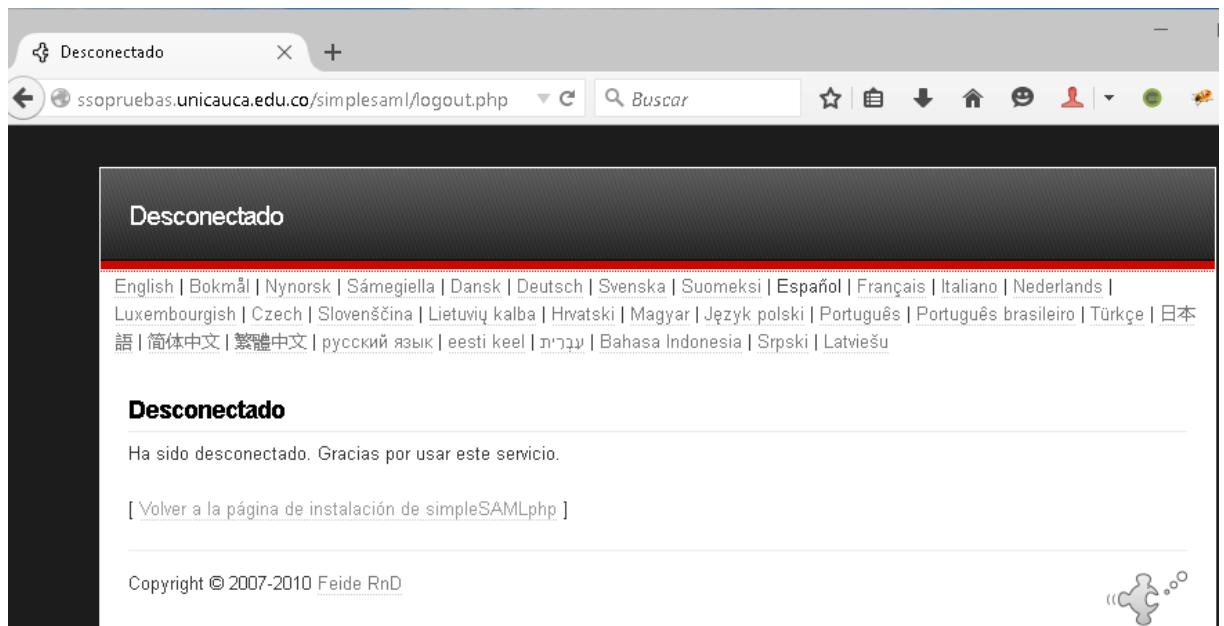 Desconectado
ssopruebas.unicauca.edu.co/simplesaml/logout.php
Buscar
Desconectado
English | Bokmål | Nynorsk | Sámegiella | Dansk | Deutsch | Svenska | Suomeksi | Español | Français | Italiano | Nederlands |
Luxembourgish | Czech | Slovenščina | Lietuvių kalba | Hrvatski | Magyar | Język polski | Português | Português brasileiro | Türkçe | 日本
語 | 简体中文 | 繁體中文 | русский язык | eesti keel | עִבְרִית | Bahasa Indonesia | Srpski | Latviešu
Desconectado
Ha sido desconectado. Gracias por usar este servicio.
[ Volver a la página de instalación de simpleSAMLphp ]
Copyright © 2007-2010 Feide RnD